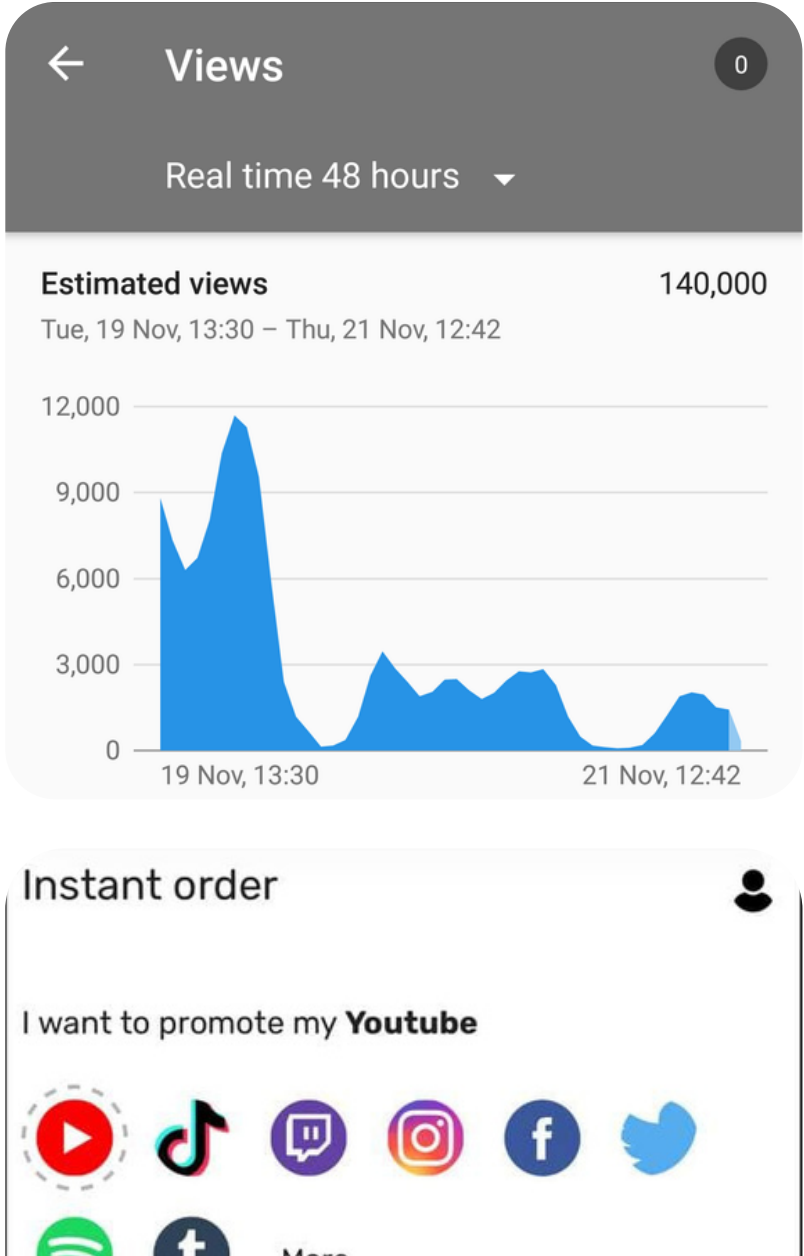 Views
0
Real time 48 hours
Estimated views 140,000
Tue, 19 Nov, 13:30 – Thu, 21 Nov, 12:42
12,000
9,000
6,000
3,000
0
19 Nov, 13:30 21 Nov, 12:42
Instant order
I want to promote my Youtube
f
t More